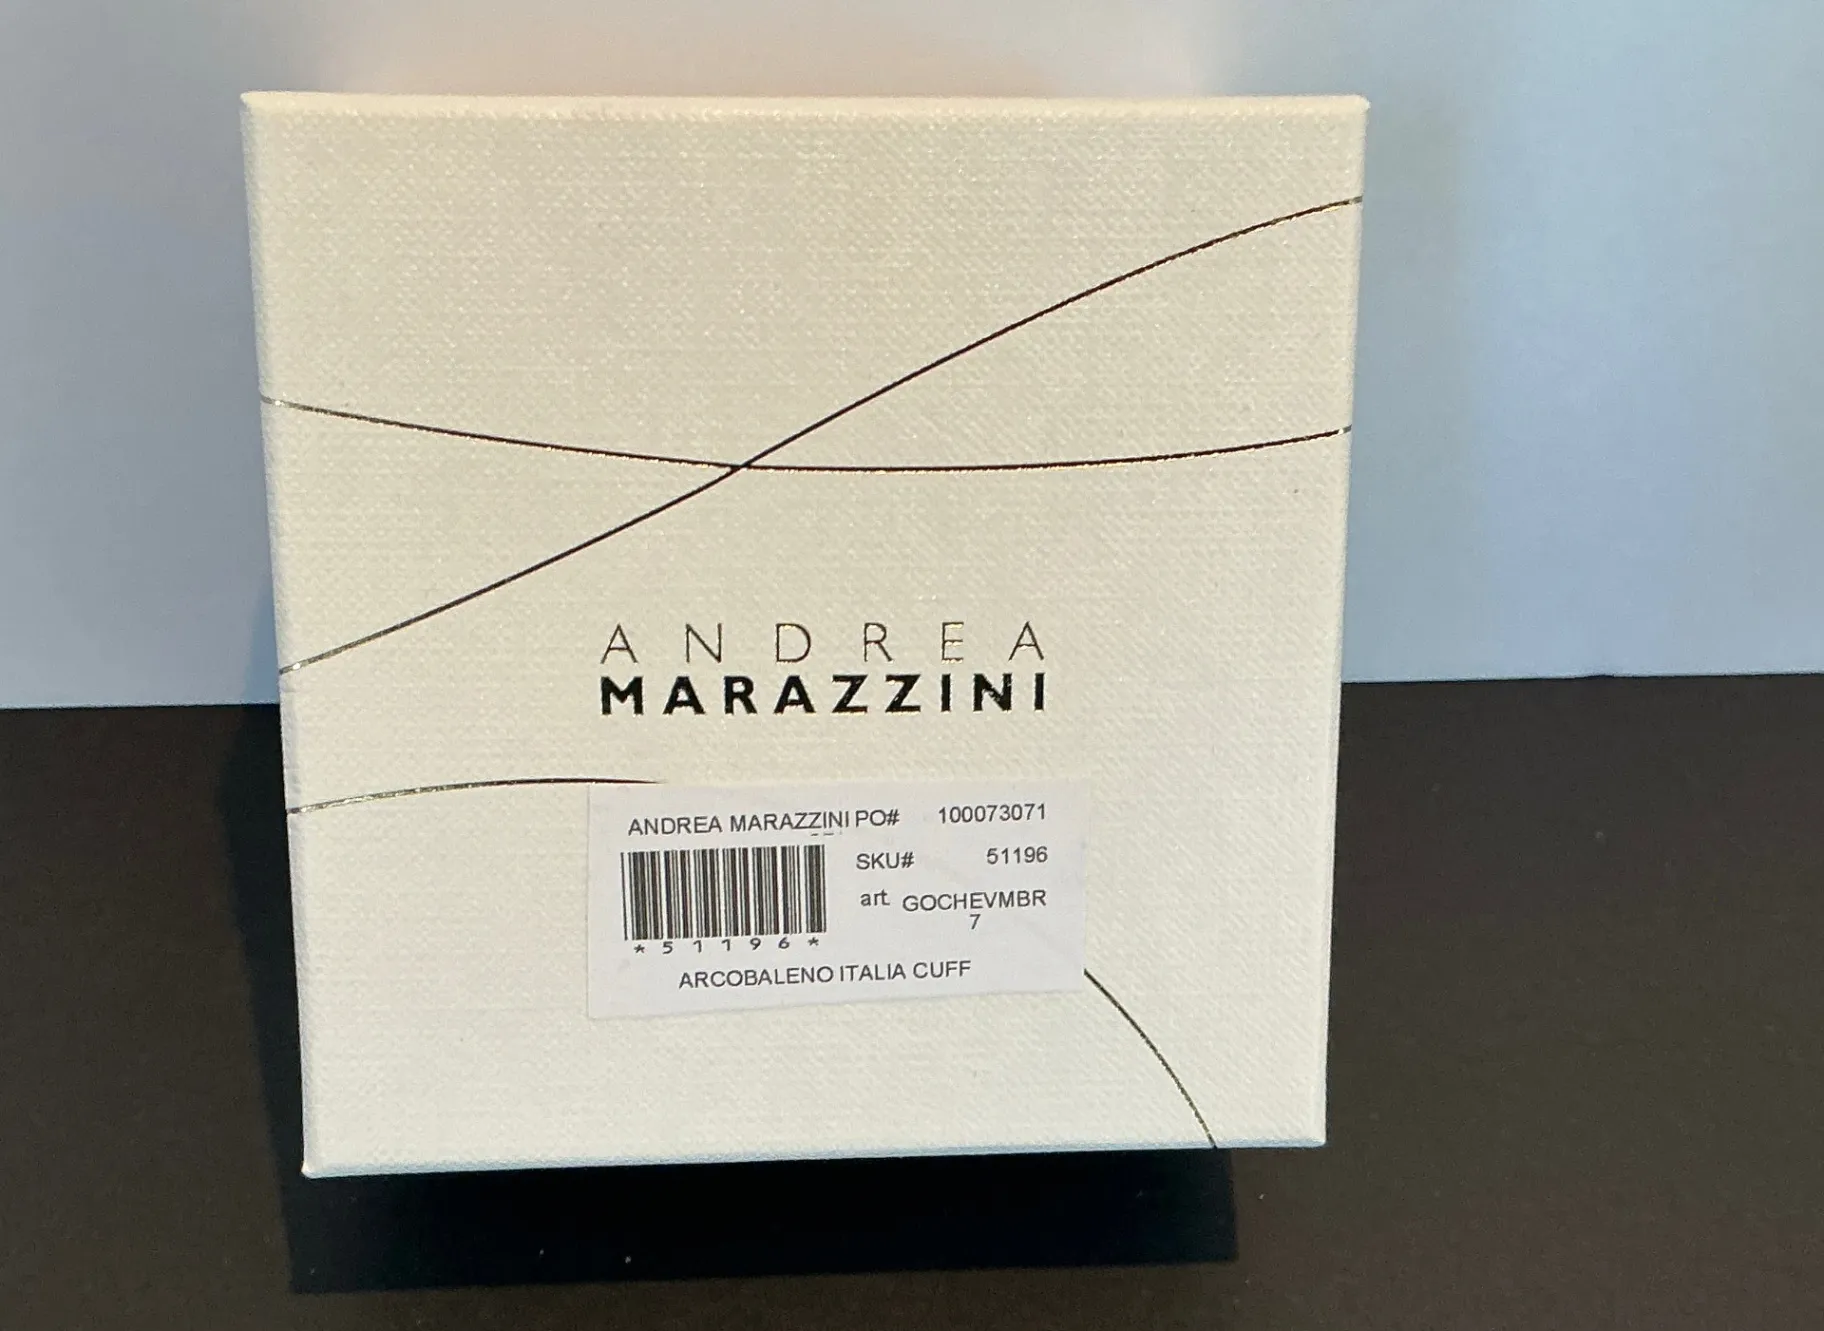 ANDREA
MARAZZINI
ANDREA MARAZZINI PO# 100073071
SKU# 51196
art. GOCHEVMBR
7
*51196*
ARCOBALENO ITALIA CUFF